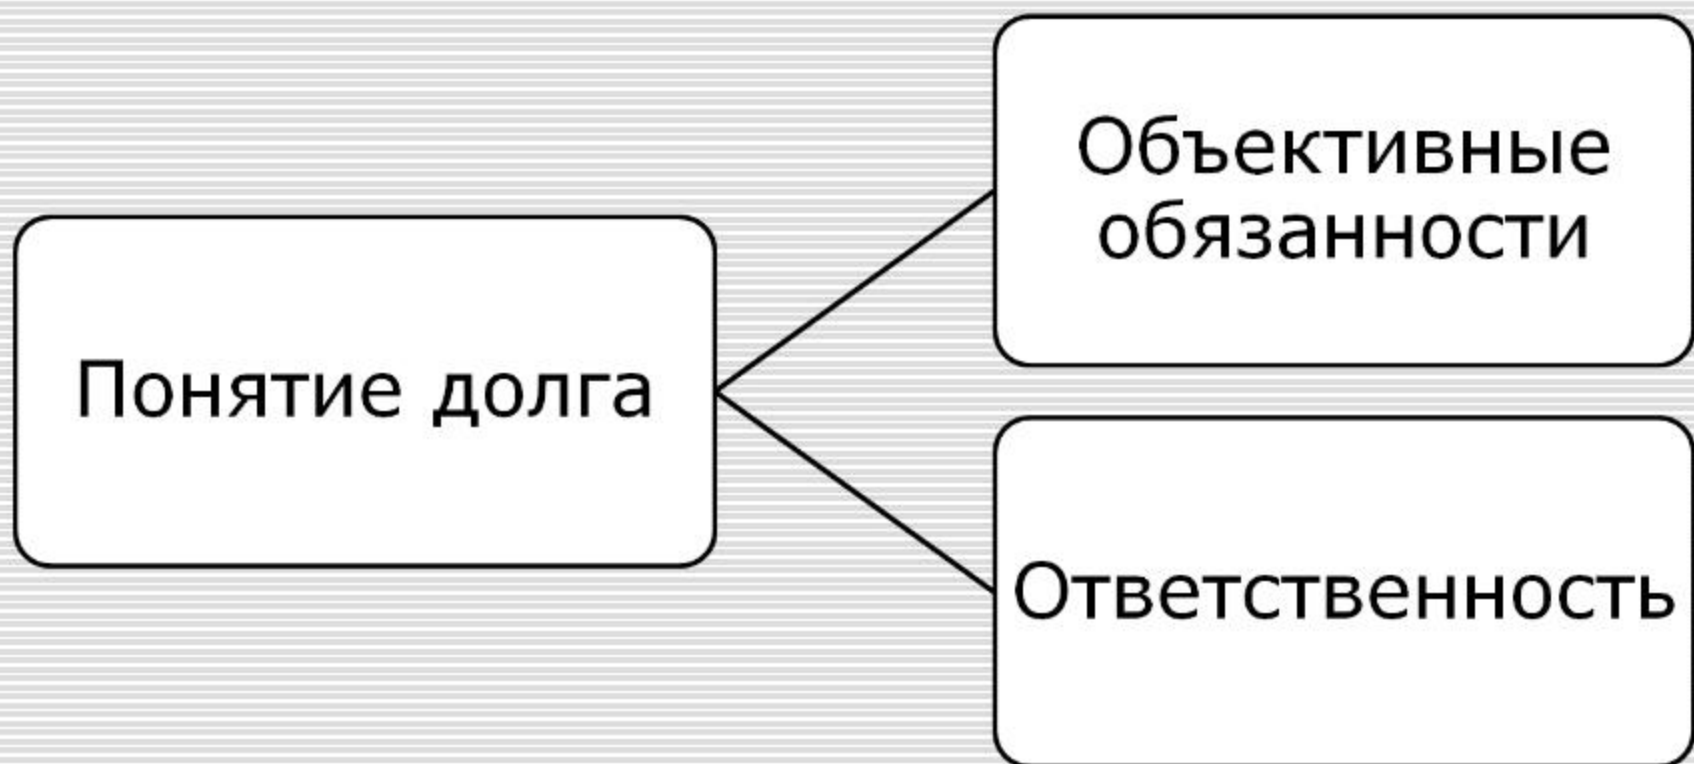 Понятие долга
Объективные
обязанности
Ответственность